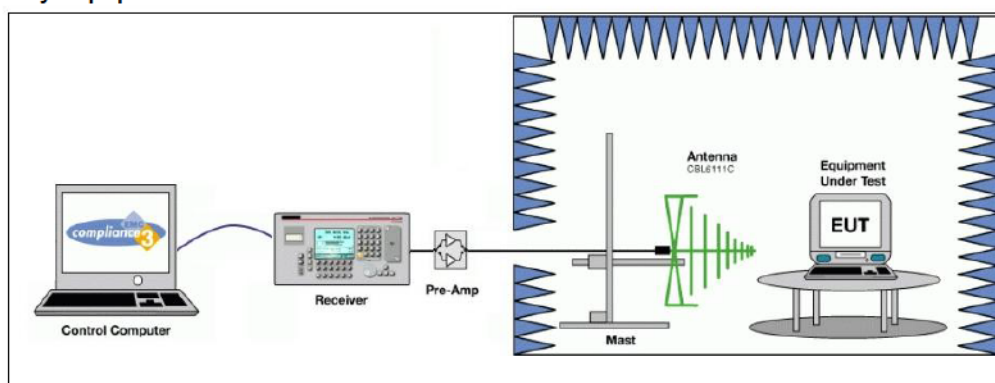 EMC
compliance 3
Control Computer
Receiver
Pre-Amp
Antenna
CBL6111C
Mast
Equipment
Under Test
EUT